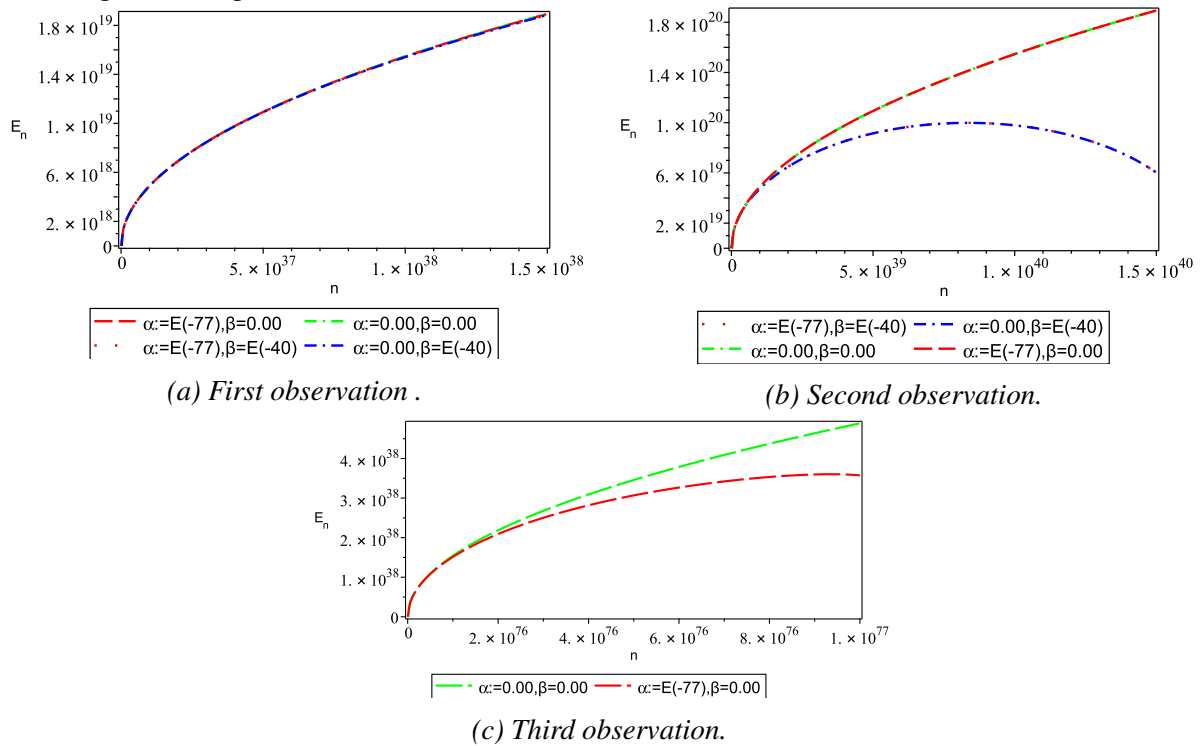 1.8 × 10^19
1.4 × 10^19
E_n
1. × 10^19
6. × 10^18
2. × 10^18
0
0 5. × 10^37 1. × 10^38 1.5 × 10^38
n
α:=E(-77),β=0.00 α:=0.00,β=0.00
α:=E(-77),β=E(-40) α:=0.00,β=E(-40)
(a) First observation .
1.8 × 10^20
1.4 × 10^20
E_n
1. × 10^20
6. × 10^19
2. × 10^19
0
0 5. × 10^39 1. × 10^40 1.5 × 10^40
n
α:=E(-77),β=E(-40) α:=0.00,β=E(-40)
α:=0.00,β=0.00 α:=E(-77),β=0.00
(b) Second observation.
4. × 10^38
3. × 10^38
E_n
2. × 10^38
1. × 10^38
0
0 2. × 10^76 4. × 10^76 6. × 10^76 8. × 10^76 1. × 10^77
n
α:=0.00,β=0.00 α:=E(-77),β=0.00
(c) Third observation.